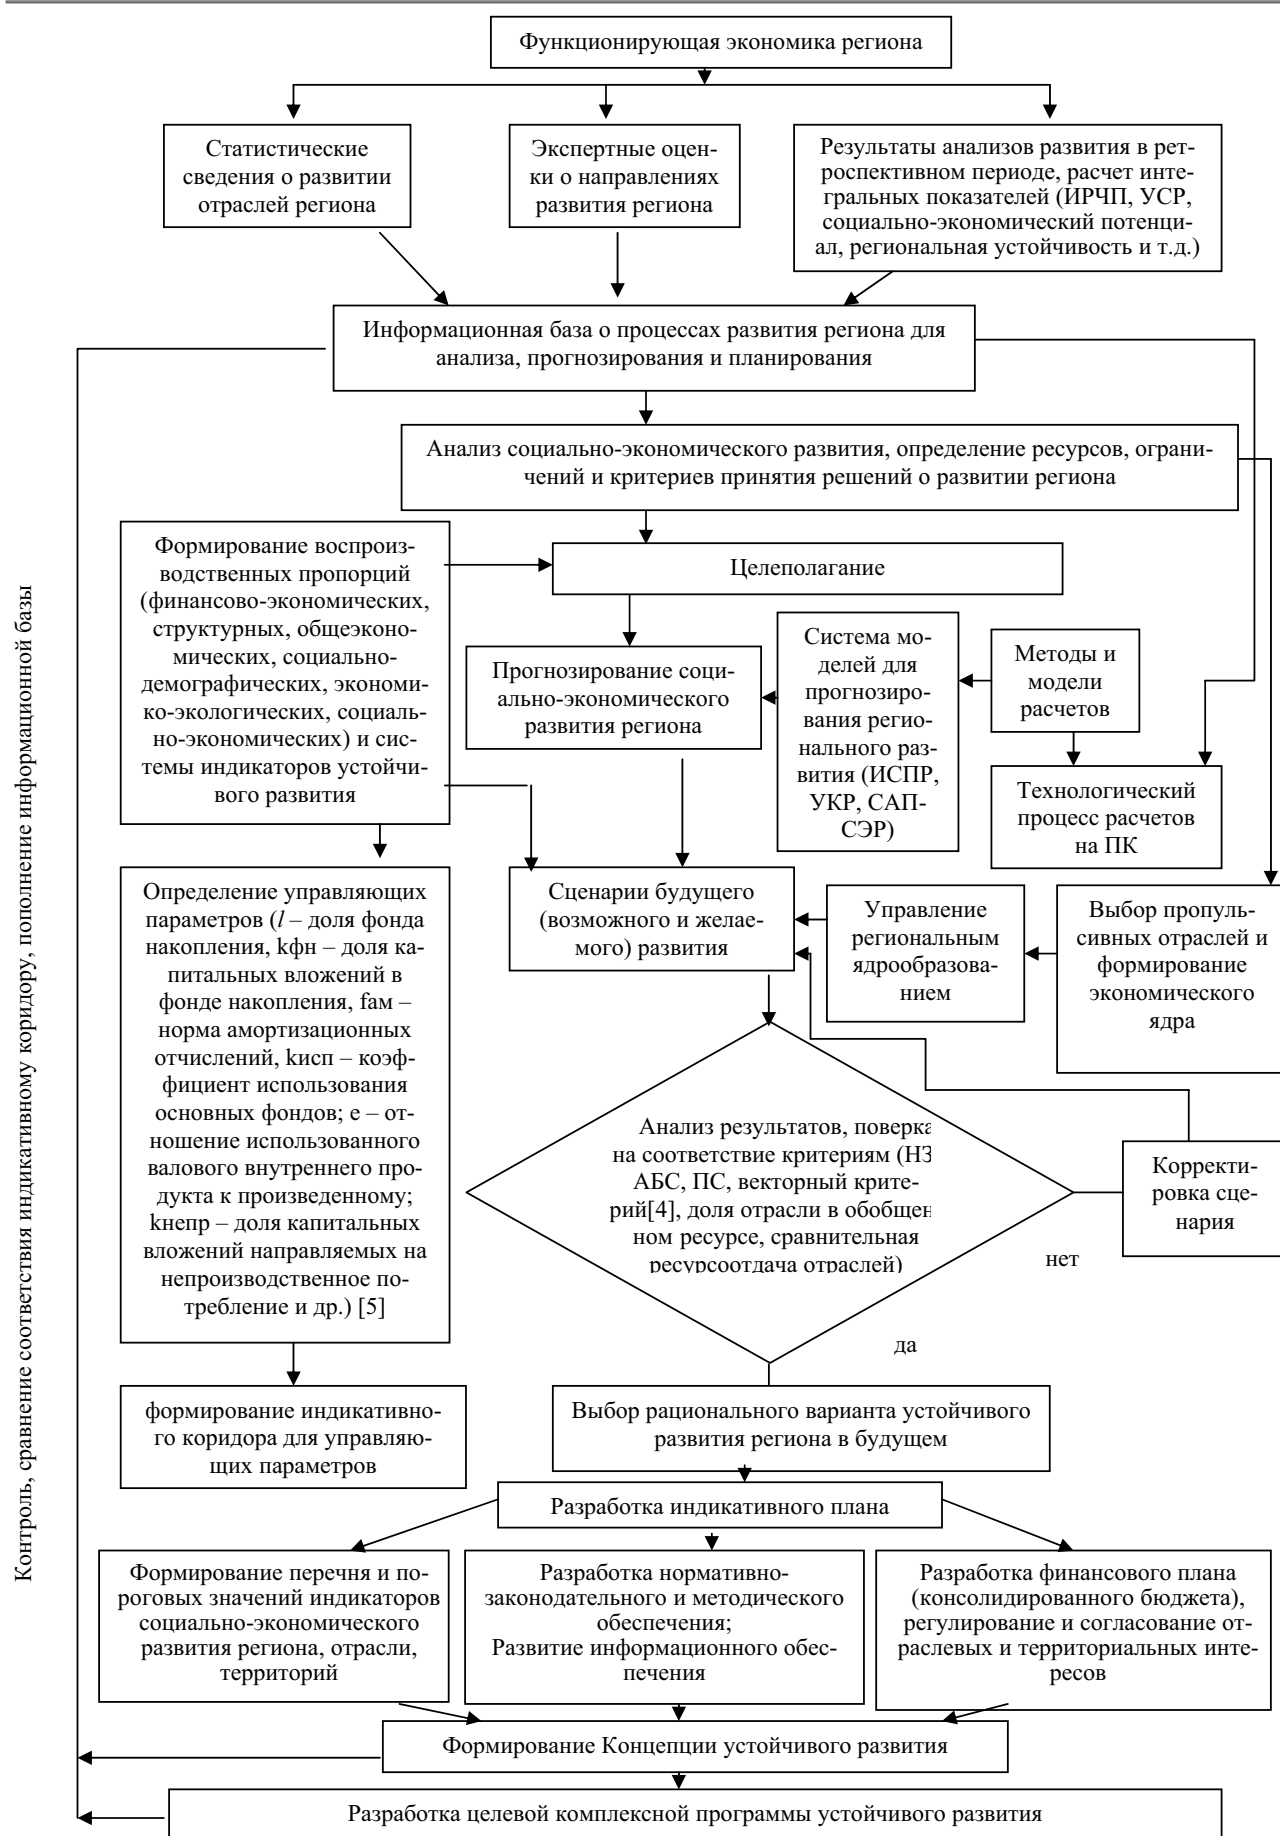 Функционирующая экономика региона
Статистические
сведения о развитии
отраслей региона
Экспертные оцен-
ки о направлениях
развития региона
Результаты анализов развития в рет-
роспективном периоде, расчет инте-
гральных показателей (ИРЧП, УСР,
социально-экономический потенци-
ал, региональная устойчивость и т.д.)
Информационная база о процессах развития региона для
анализа, прогнозирования и планирования
Анализ социально-экономического развития, определение ресурсов, ограни-
чений и критериев принятия решений о развитии региона
Формирование воспроиз-
водственных пропорций
(финансово-экономических,
структурных, общеэконо-
мических, социально-
демографических, экономи-
ко-экологических, социаль-
но-экономических) и сис-
темы индикаторов устойчи-
вого развития
Целеполагание
Прогнозирование соци-
ально-экономического
развития региона
Система мо-
делей для
прогнозиро-
вания регио-
нального раз-
вития (ИСПР,
УКР, САП-
СЭР)
Методы и
модели
расчетов
Технологический
процесс расчетов
на ПК
Определение управляющих
параметров (l – доля фонда
накопления, kфн – доля ка-
питальных вложений в
фонде накопления, fам –
норма амортизационных
отчислений, kисп – коэф-
фициент использования
основных фондов; е – от-
ношение использованного
валового внутреннего про-
дукта к произведенному;
kнепр – доля капитальных
вложений направляемых на
непроизводственное по-
требление и др.) [5]
Сценарии будущего
(возможного и желае-
мого) развития
Управление
региональным
ядрообразова-
нием
Выбор пропуль-
сивных отраслей и
формирование
экономического
ядра
Анализ результатов, поверка
на соответствие критериям (НЗ
АБС, ПС, векторный крите-
рий[4], доля отрасли в обобщен
ном ресурсе, сравнительная
ресурсоотдача отраслей)
Корректи-
ровка сце-
нария
нет
да
формирование индикативно-
го коридора для управляю-
щих параметров
Выбор рационального варианта устойчивого
развития региона в будущем
Разработка индикативного плана
Формирование перечня и по-
роговых значений индикаторов
социально-экономического
развития региона, отрасли,
территорий
Разработка нормативно-
законодательного и методического
обеспечения;
Развитие информационного обес-
печения
Разработка финансового плана
(консолидированного бюджета),
регулирование и согласование от-
раслевых и территориальных инте-
ресов
Формирование Концепции устойчивого развития
Разработка целевой комплексной программы устойчивого развития
Контроль, сравнение соответствия индикативному коридору, пополнение информационной базы